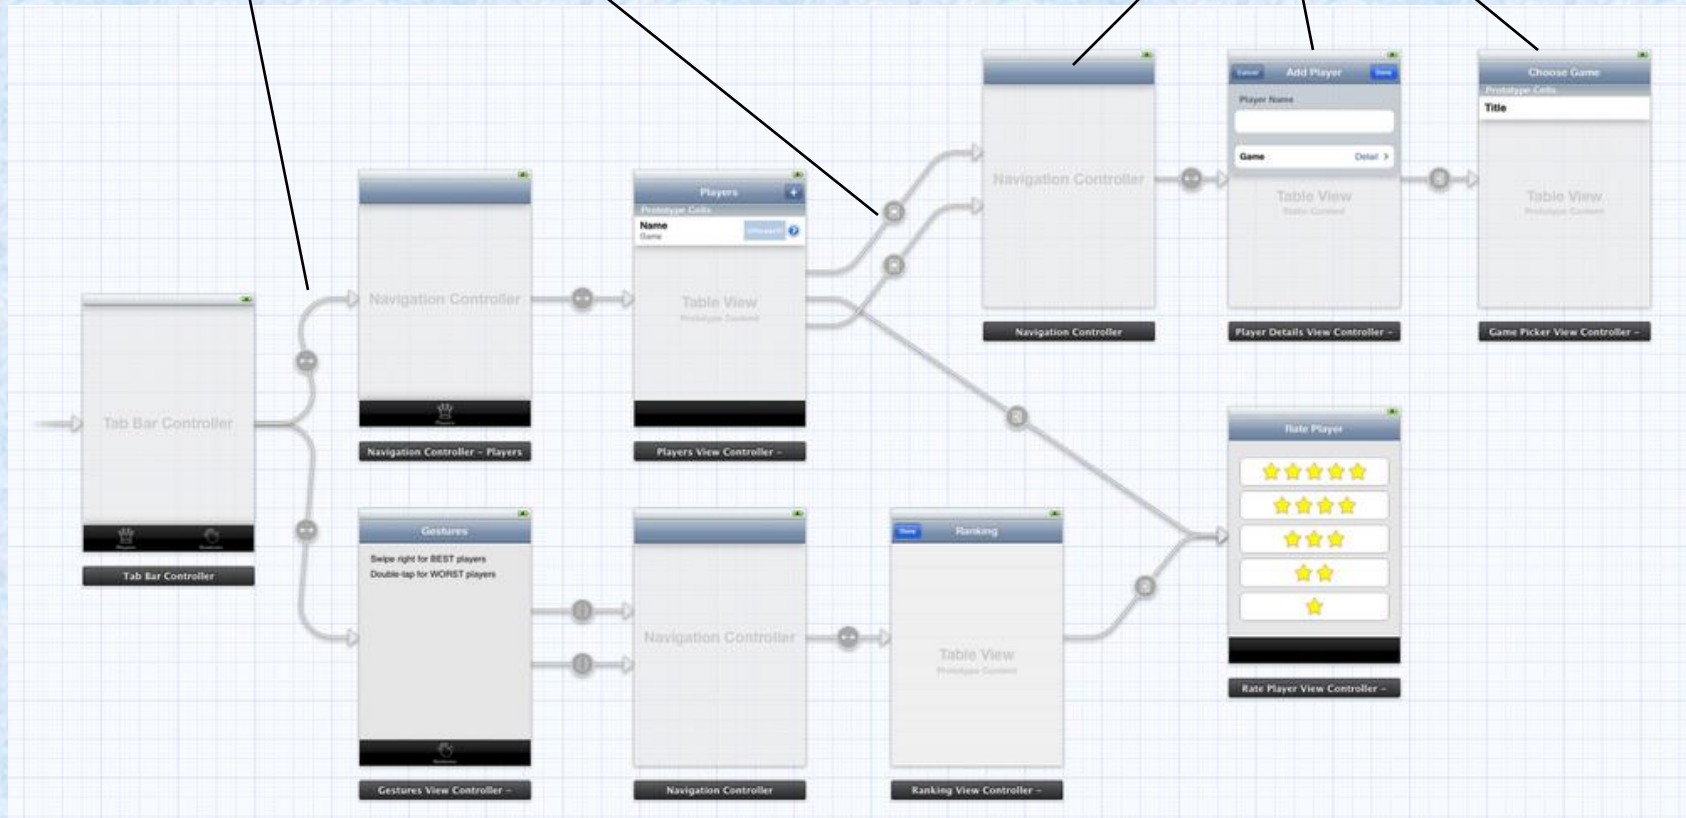 Navigation Controller
Navigation Controller
Add Player
Done
Player Name
Game
Detail
Table View
Static Content
Player Details View Controller –
Choose Game
Prototype Cells
Title
Table View
Prototype Content
Game Picker View Controller –
Navigation Controller
Players
Navigation Controller – Players
Players
+
Prototype Cells
Name
Game
Table View
Prototype Content
Players View Controller –
Tab Bar Controller
Players
Gestures
Tab Bar Controller
Rate Player
Rate Player View Controller –
Gestures
Swipe right for BEST players
Double-tap for WORST players
Gestures
Gestures View Controller –
Navigation Controller
Navigation Controller
Done
Ranking
Table View
Prototype Content
Ranking View Controller –